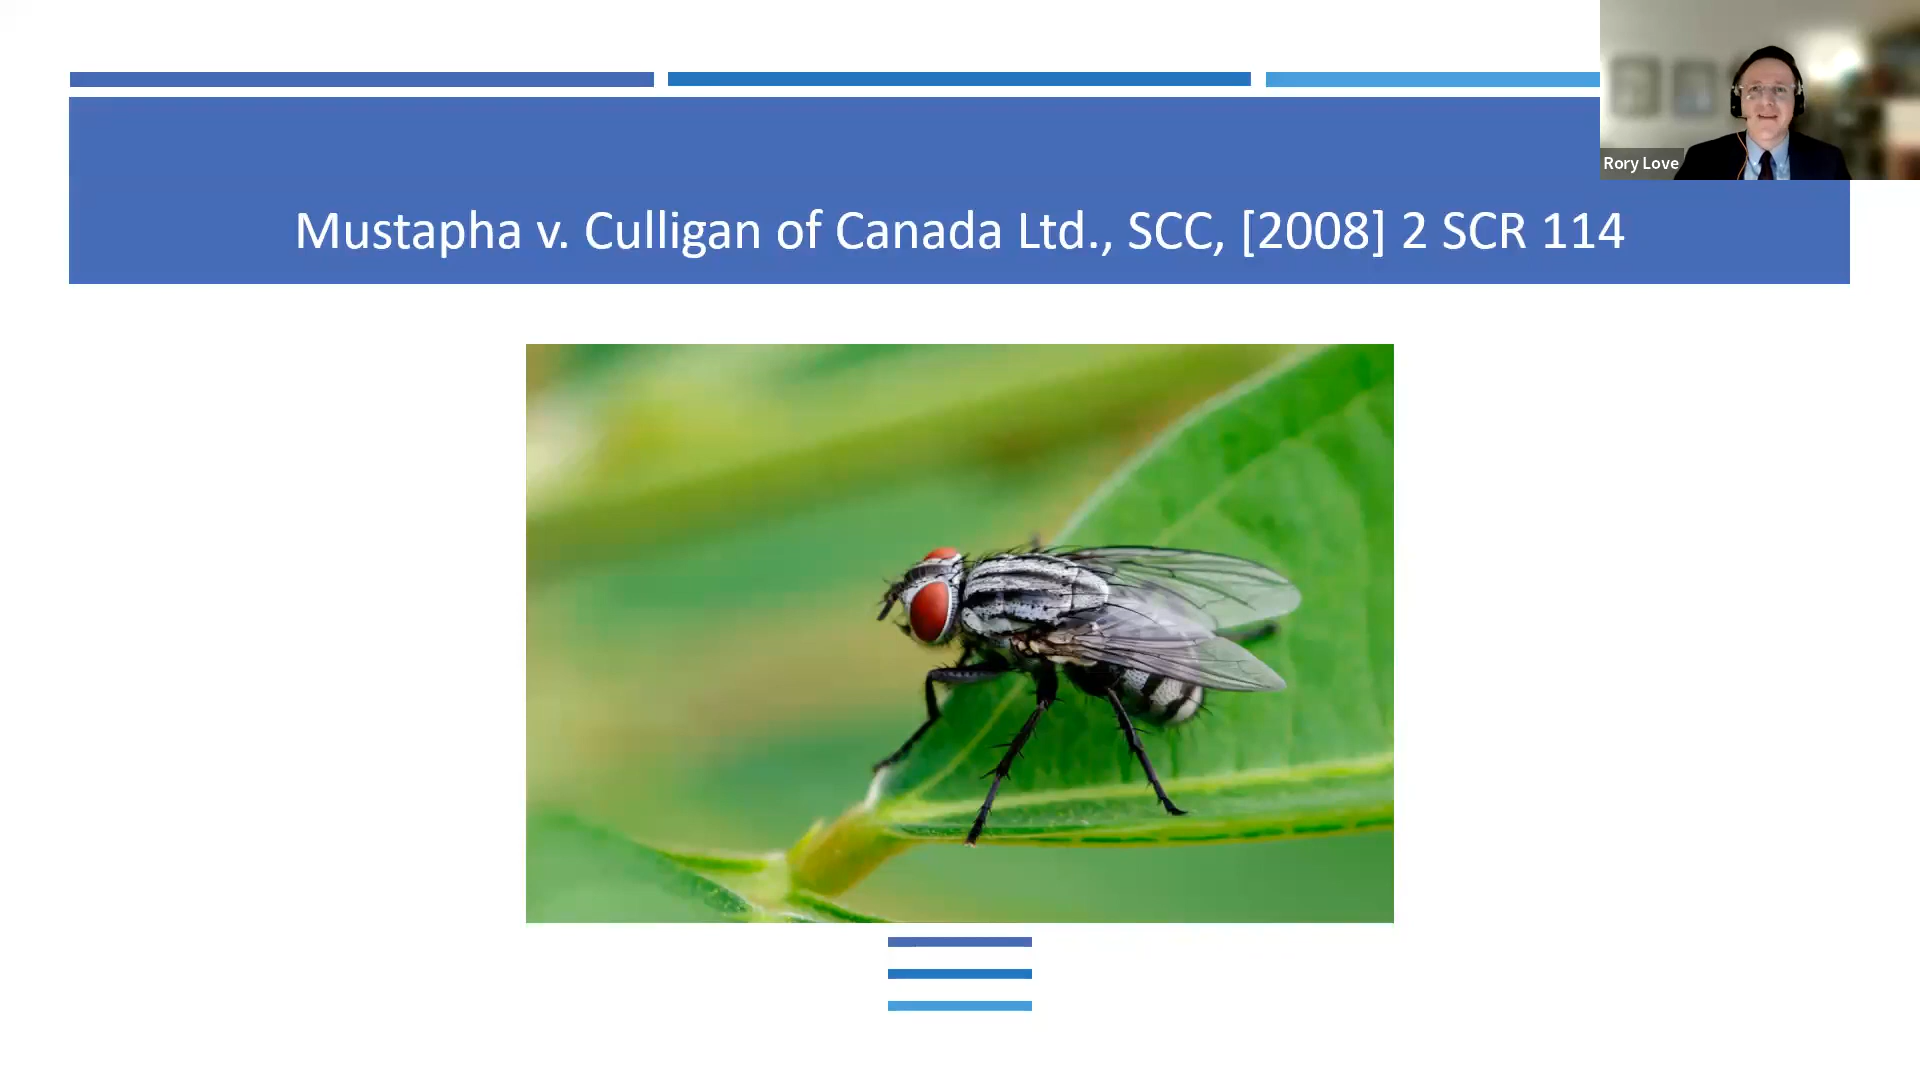 Mustapha v. Culligan of Canada Ltd., SCC, [2008] 2 SCR 114
Rory Love